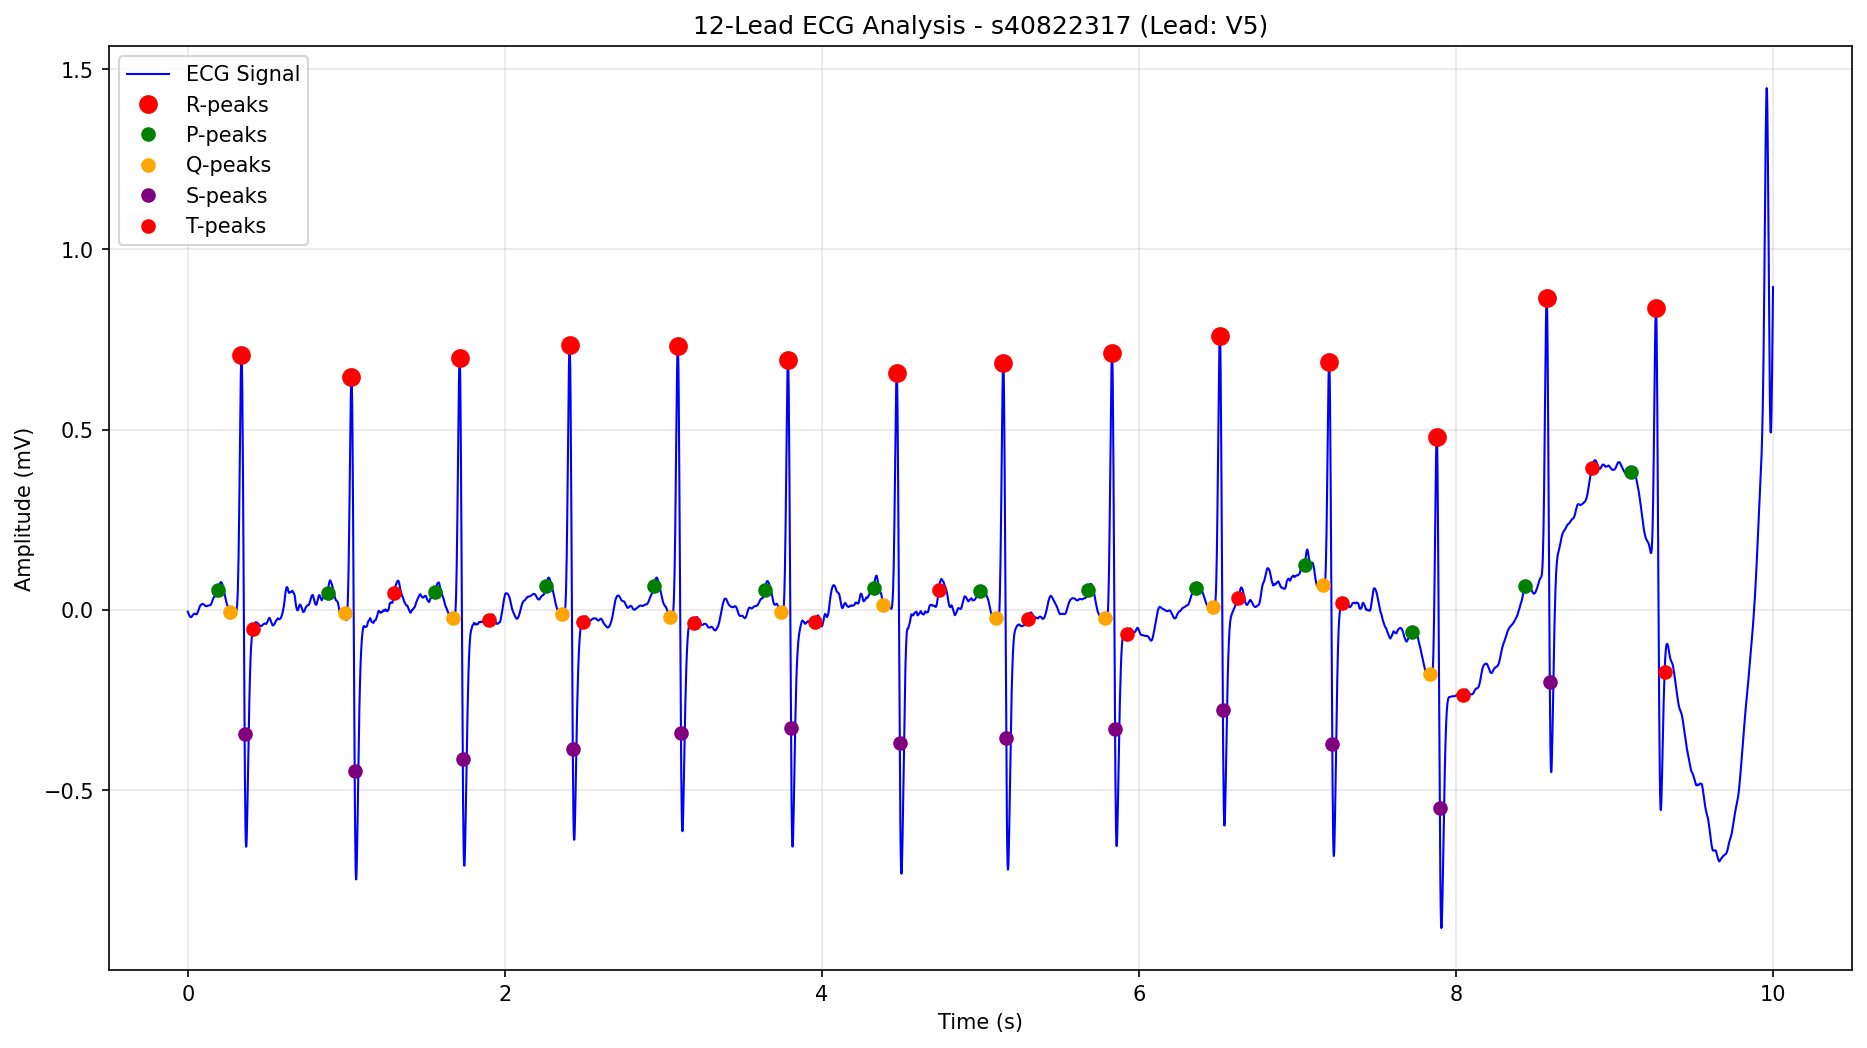 12-Lead ECG Analysis - s40822317 (Lead: V5)
ECG Signal
R-peaks
P-peaks
Q-peaks
S-peaks
T-peaks
Amplitude (mV)
1.5
1.0
0.5
0.0
−0.5
0
2
4
6
8
10
Time (s)